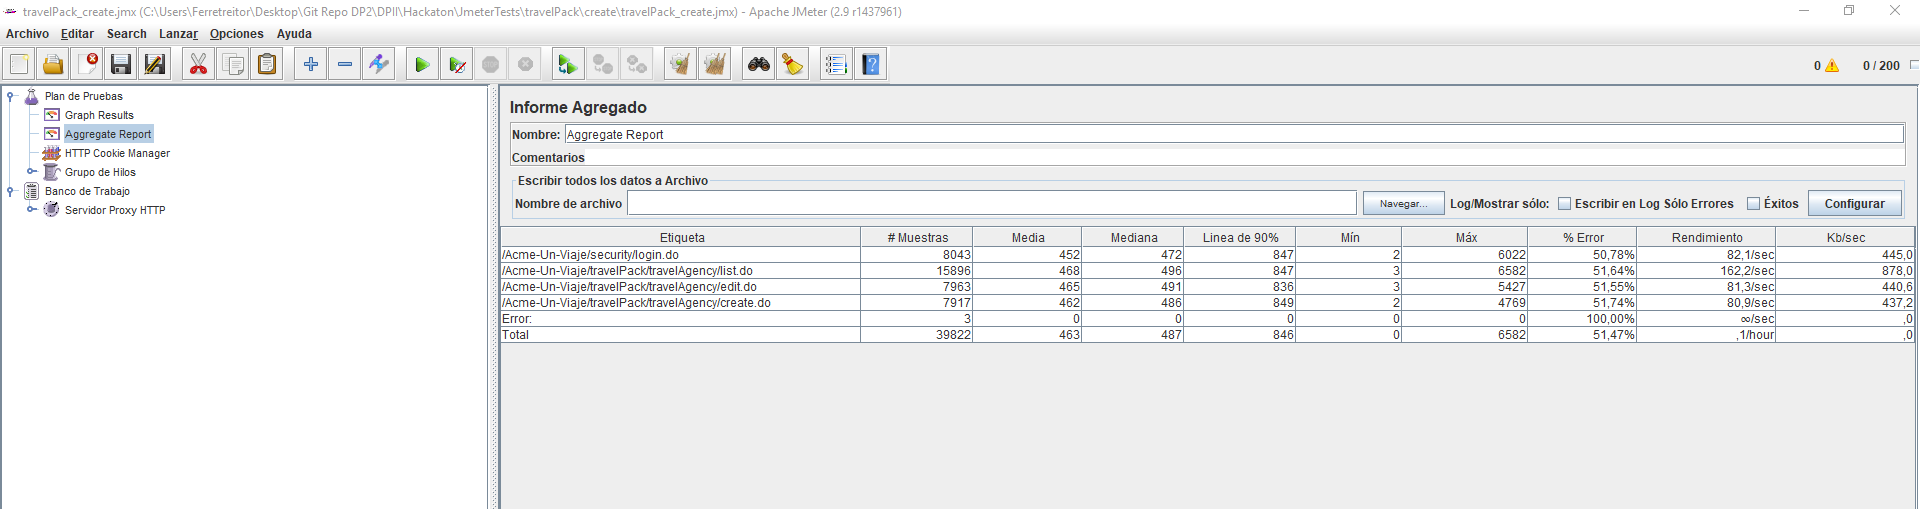 travelPack_create.jmx (C:\Users\Ferretreitor\Desktop\Git Repo DP2\DPII\Hackaton\JmeterTests\travelPack\create\travelPack_create.jmx) - Apache JMeter (2.9 r1437961)
Archivo Editar Search Lanzar Opciones Ayuda
0 0 / 200
Plan de Pruebas
Graph Results
Aggregate Report
HTTP Cookie Manager
Grupo de Hilos
Banco de Trabajo
Servidor Proxy HTTP
Informe Agregado
Nombre: Aggregate Report
Comentarios
Escribir todos los datos a Archivo
Nombre de archivo Navegar... Log/Mostrar sólo: Escribir en Log Sólo Errores Éxitos Configurar
Etiqueta # Muestras Media Mediana Linea de 90% Mín Máx % Error Rendimiento Kb/sec
/Acme-Un-Viaje/security/login.do 8043 452 472 847 2 6022 50,78% 82,1/sec 445,0
/Acme-Un-Viaje/travelPack/travelAgency/list.do 15896 468 496 847 3 6582 51,64% 162,2/sec 878,0
/Acme-Un-Viaje/travelPack/travelAgency/edit.do 7963 465 491 836 3 5427 51,55% 81,3/sec 440,6
/Acme-Un-Viaje/travelPack/travelAgency/create.do 7917 462 486 849 2 4769 51,74% 80,9/sec 437,2
Error: 3 0 0 0 0 0 100,00% ∞/sec ,0
Total 39822 463 487 846 0 6582 51,47% ,1/hour ,0